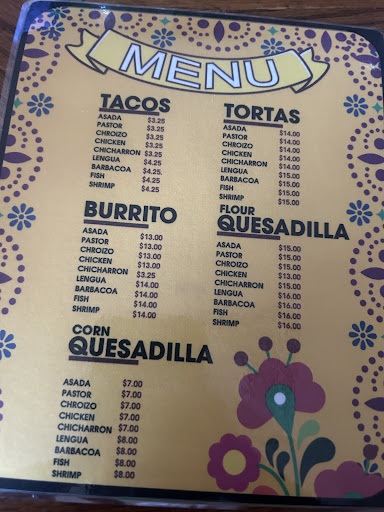 MENU
TACOS
ASADA $3.25
PASTOR $3.25
CHROIZO $3.25
CHICKEN $3.25
CHICHARRON $3.25
LENGUA $4.25
BARBACOA $4.25
FISH $4.25
SHRIMP $4.25
TORTAS
ASADA $14.00
PASTOR $14.00
CHROIZO $14.00
CHICKEN $14.00
CHICHARRON $14.00
LENGUA $15.00
BARBACOA $15.00
FISH $15.00
SHRIMP $15.00
BURRITO
ASADA $13.00
PASTOR $13.00
CHROIZO $13.00
CHICKEN $13.00
CHICHARRON $3.25
LENGUA $14.00
BARBACOA $14.00
FISH $14.00
SHRIMP $14.00
FLOUR
QUESADILLA
ASADA $15.00
PASTOR $15.00
CHROIZO $15.00
CHICKEN $13.00
CHICHARRON $15.00
LENGUA $16.00
BARBACOA $16.00
FISH $16.00
SHRIMP $16.00
CORN
QUESADILLA
ASADA $7.00
PASTOR $7.00
CHROIZO $7.00
CHICKEN $7.00
CHICHARRON $7.00
LENGUA $8.00
BARBACOA $8.00
FISH $8.00
SHRIMP $8.00